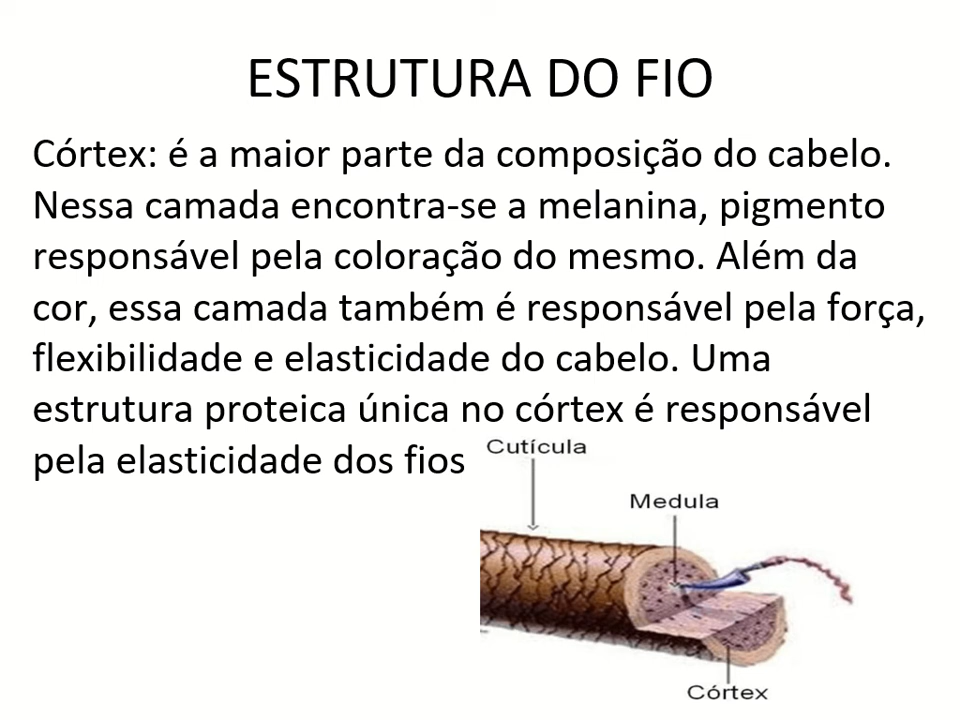 ESTRUTURA DO FIO
Córtex: é a maior parte da composição do cabelo.
Nessa camada encontra-se a melanina, pigmento
responsável pela coloração do mesmo. Além da
cor, essa camada também é responsável pela força,
flexibilidade e elasticidade do cabelo. Uma
estrutura proteica única no córtex é responsável
pela elasticidade dos fios
Cutícula
Medula
Córtex